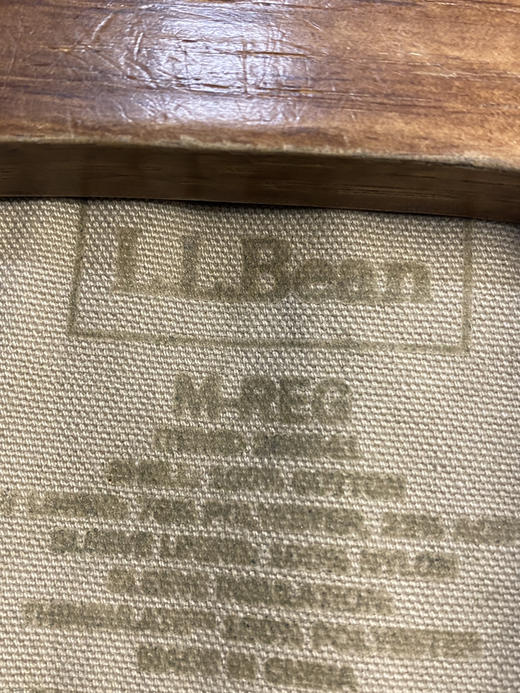 L.L.Bean
M-REG
SHELL: 100% COTTON
75% POLYESTER, 25%
SLEEVE LINING: 100% NYLON
SLEEVE INSULATION:
100% POLYESTER
MADE IN CHINA